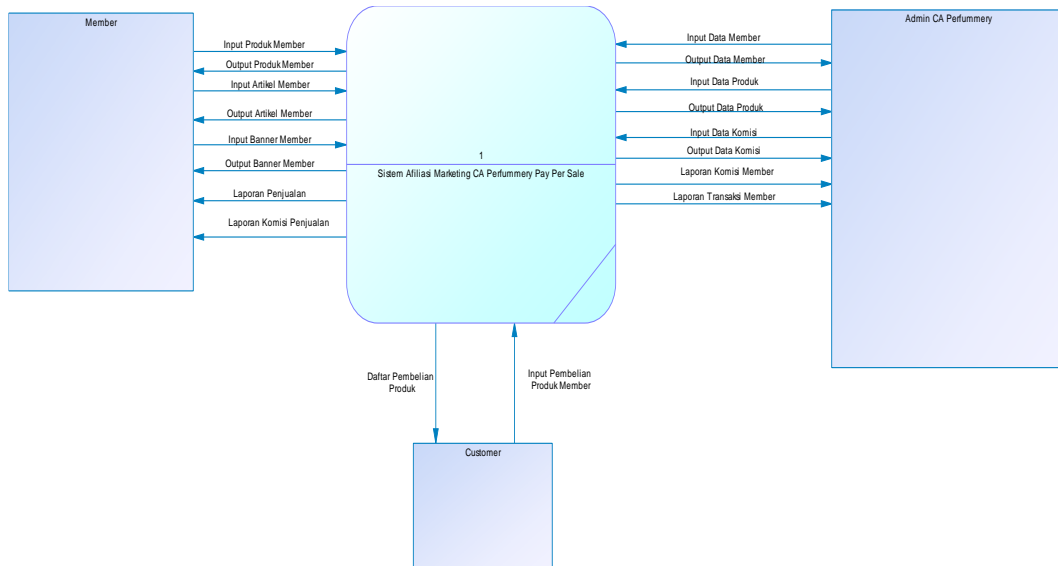 Member
Input Produk Member
Output Produk Member
Input Artikel Member
Output Artikel Member
Input Banner Member
Output Banner Member
Laporan Penjualan
Laporan Komisi Penjualan
1
Sistem Afiliasi Marketing CA Perfummery Pay Per Sale
Admin CA Perfummery
Input Data Member
Output Data Member
Input Data Produk
Output Data Produk
Input Data Komisi
Output Data Komisi
Laporan Komisi Member
Laporan Transaksi Member
Daftar Pembelian
Produk
Input Pembelian
Produk Member
Customer